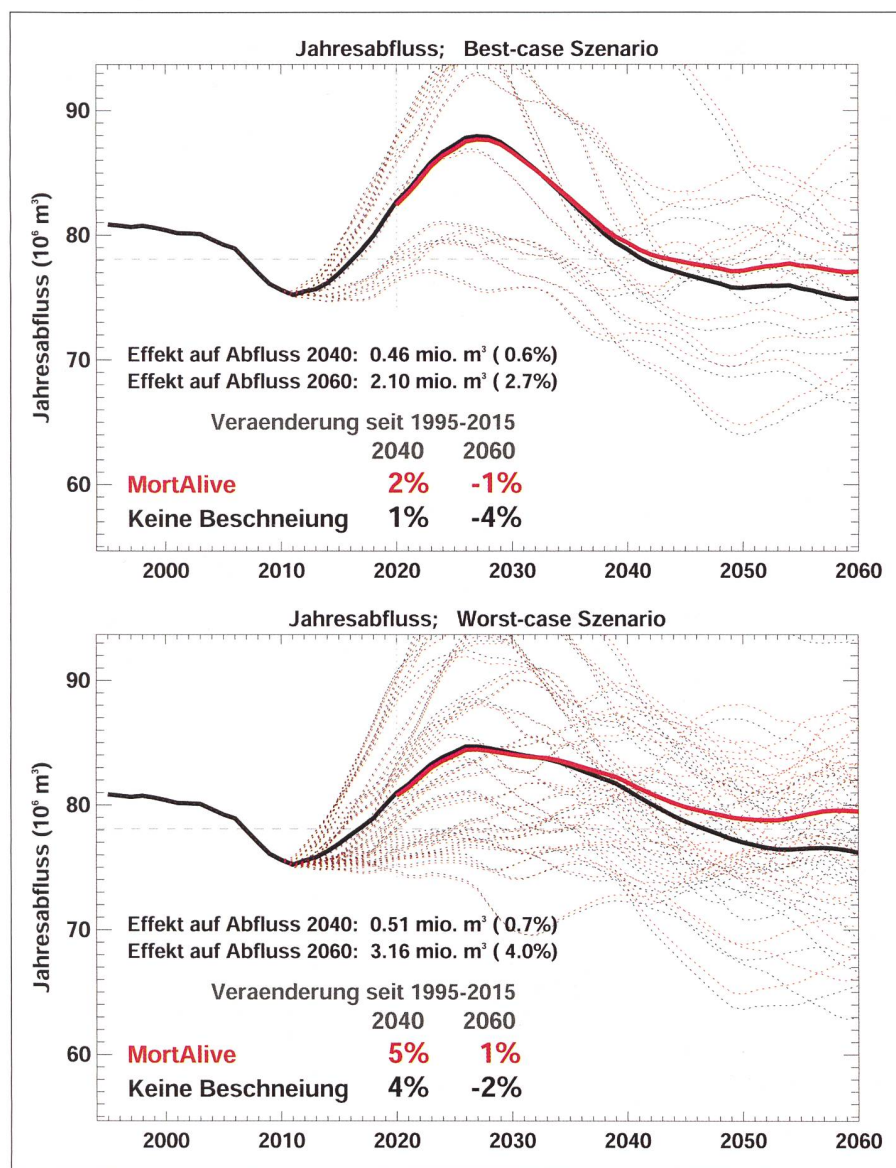 Jahresabfluss; Best-case Szenario
Jahresabfluss (10⁶ m³)
90
80
70
60
Effekt auf Abfluss 2040: 0.46 mio. m³ ( 0.6%)
Effekt auf Abfluss 2060: 2.10 mio. m³ ( 2.7%)
Veraenderung seit 1995-2015
2040 2060
MortAlive 2% -1%
Keine Beschneiung 1% -4%
2000 2010 2020 2030 2040 2050 2060
Jahresabfluss; Worst-case Szenario
Jahresabfluss (10⁶ m³)
90
80
70
60
Effekt auf Abfluss 2040: 0.51 mio. m³ ( 0.7%)
Effekt auf Abfluss 2060: 3.16 mio. m³ ( 4.0%)
Veraenderung seit 1995-2015
2040 2060
MortAlive 5% 1%
Keine Beschneiung 4% -2%
2000 2010 2020 2030 2040 2050 2060